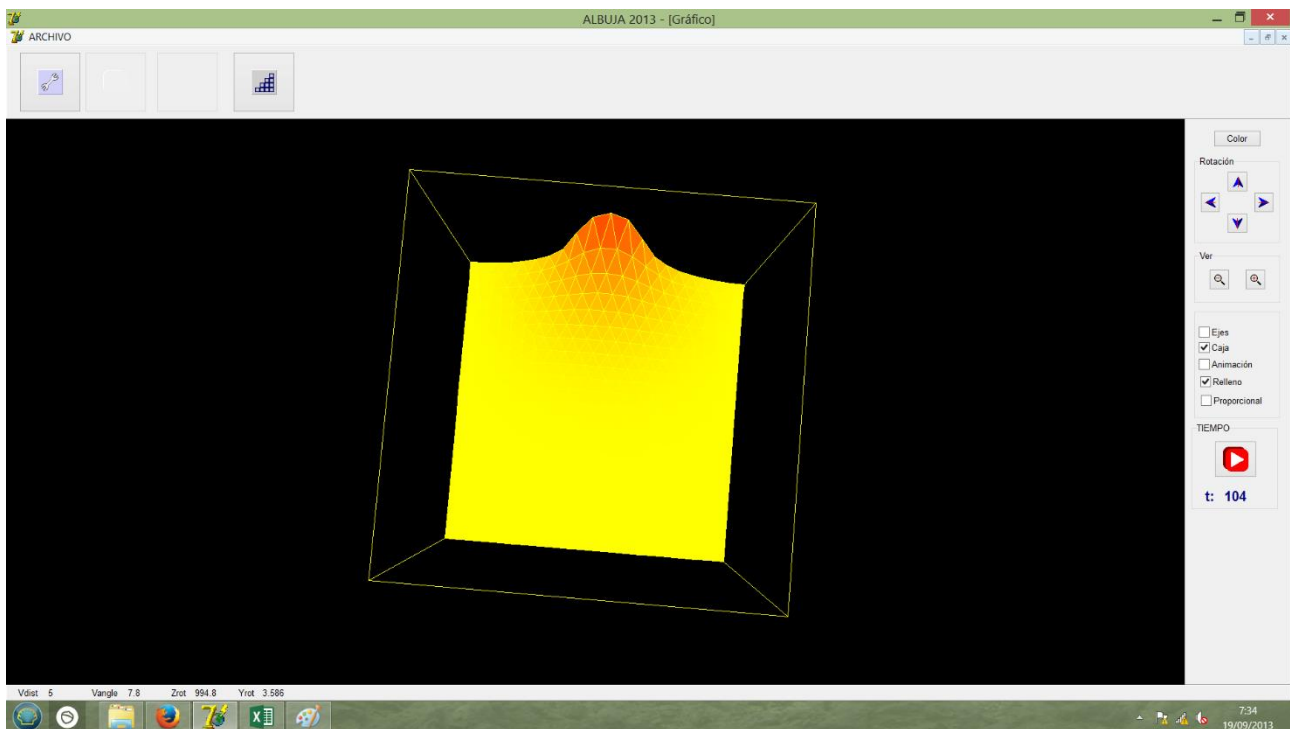 ALBUJA 2013 - [Gráfico]
ARCHIVO
Color
Rotación
Ver
Ejes
Caja
Animación
Relleno
Proporcional
TIEMPO
t: 104
Vdist 5 Vangle 7.8 Zrot 994.8 Yrot 3.586
7:34
19/09/2013